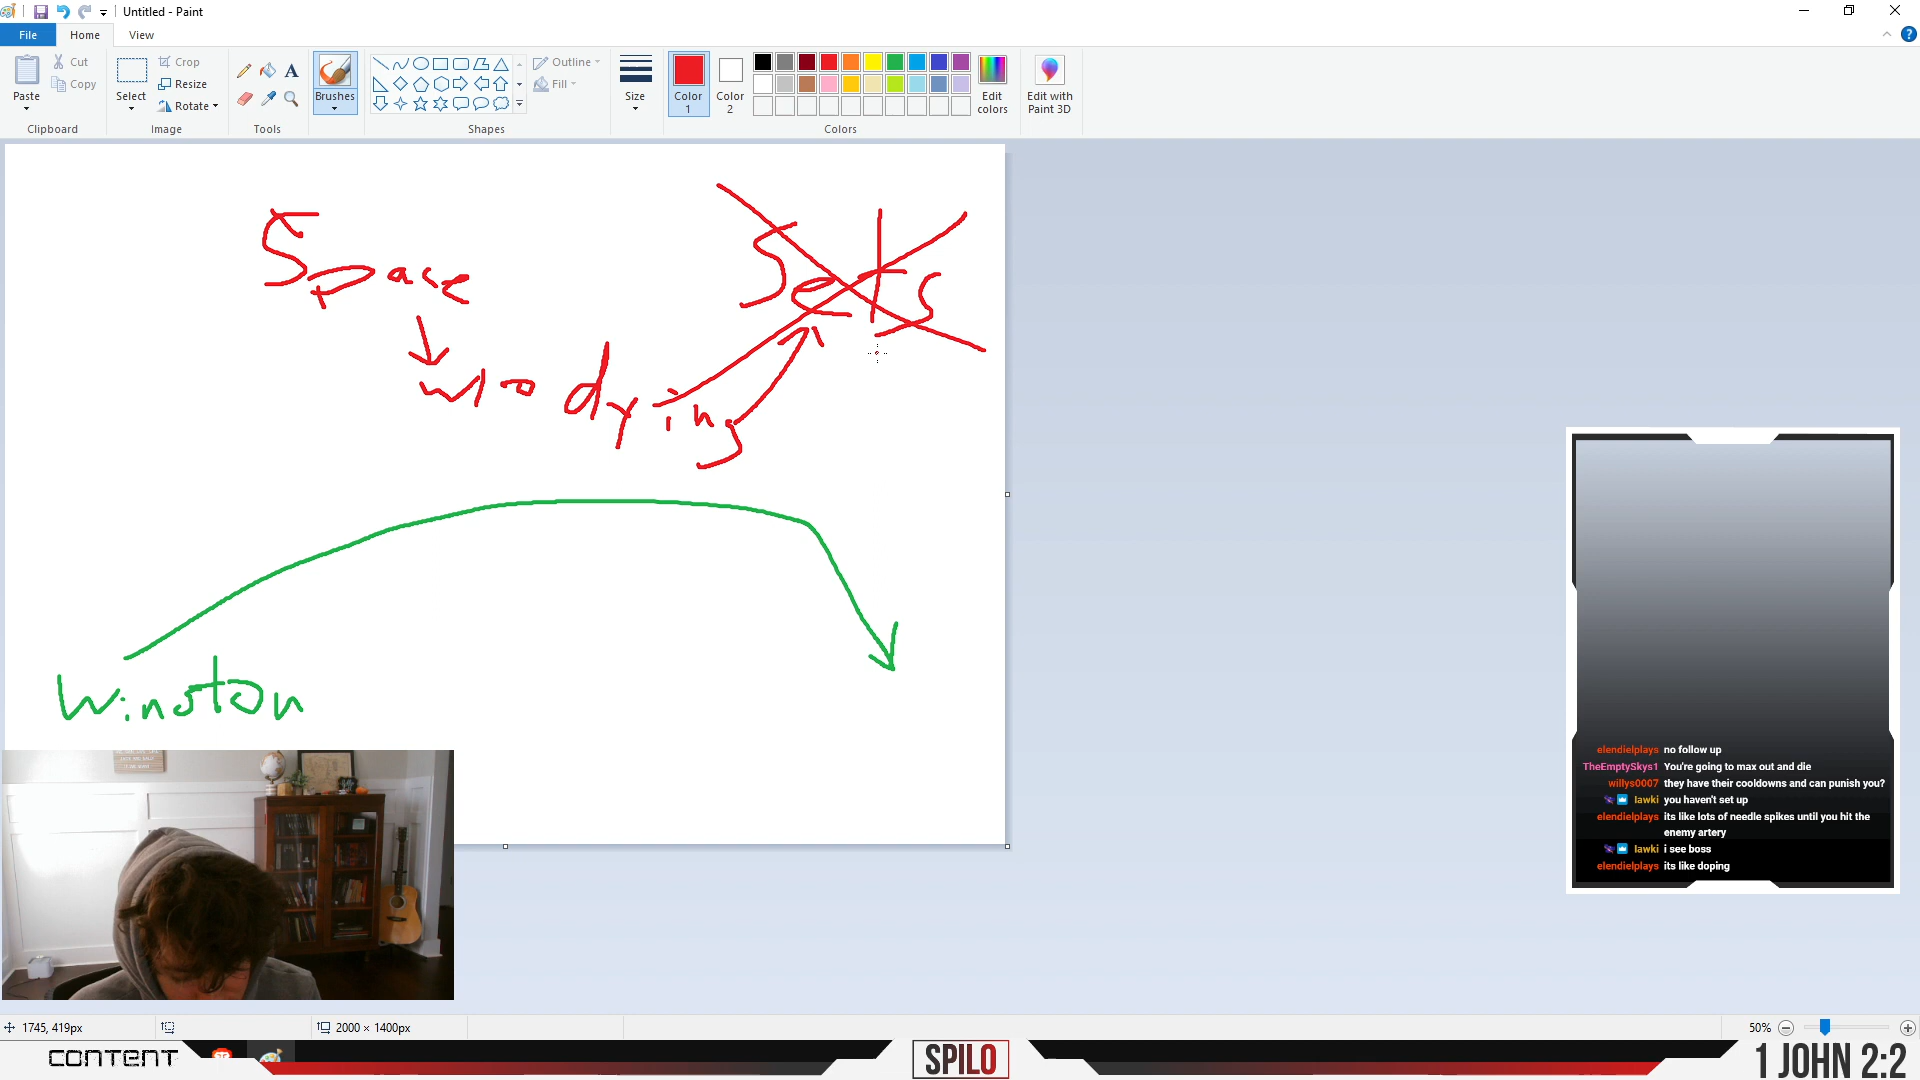 Untitled - Paint
File Home View
Paste
Cut
Copy
Clipboard
Select
Crop
Resize
Rotate
Image
A
Tools
Brushes
Shapes
Outline
Fill
Size
Color 1
Color 2
Colors
Edit colors
Edit with Paint 3D
Space
Sets
w/o dying
Winston
elendielplays no follow up
TheEmptySkys1 You're going to max out and die
willys0007 they have their cooldowns and can punish you?
lawki you haven't set up
elendielplays its like lots of needle spikes until you hit the
enemy artery
lawki i see boss
elendielplays its like doping
1745, 419px
2000 × 1400px
50%
CONTENT
SPILO
1 JOHN 2:2